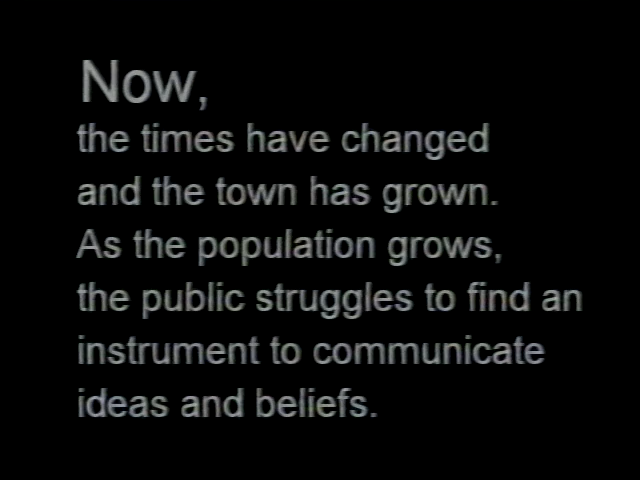 Now,
the times have changed
and the town has grown.
As the population grows,
the public struggles to find an
instrument to communicate
ideas and beliefs.